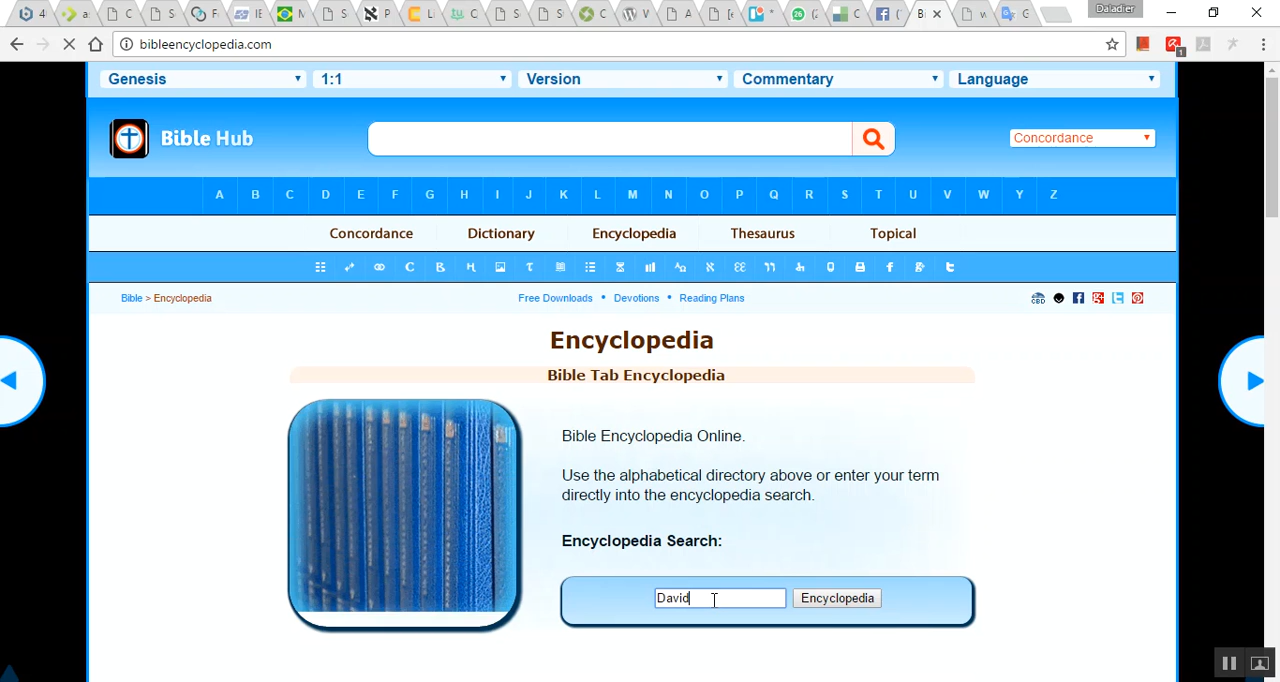 Daladier
bibleencyclopedia.com
Genesis 1:1 Version Commentary Language
Bible Hub
Concordance
A B C D E F G H I J K L M N O P Q R S T U V W Y Z
Concordance Dictionary Encyclopedia Thesaurus Topical
Bible > Encyclopedia Free Downloads • Devotions • Reading Plans
Encyclopedia
Bible Tab Encyclopedia
Bible Encyclopedia Online.
Use the alphabetical directory above or enter your term
directly into the encyclopedia search.
Encyclopedia Search:
David Encyclopedia